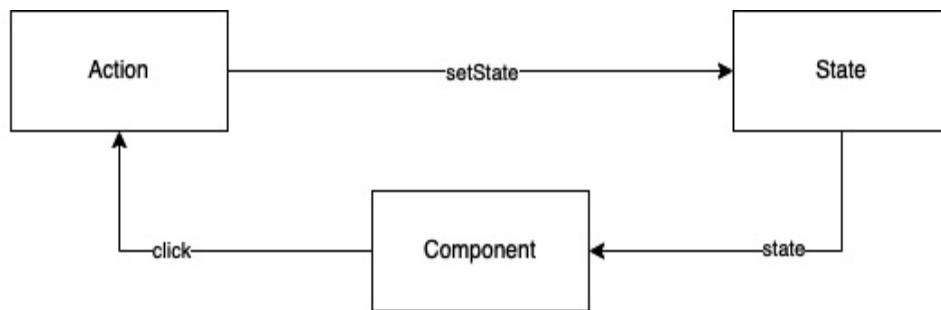 Action
setState
State
click
Component
state